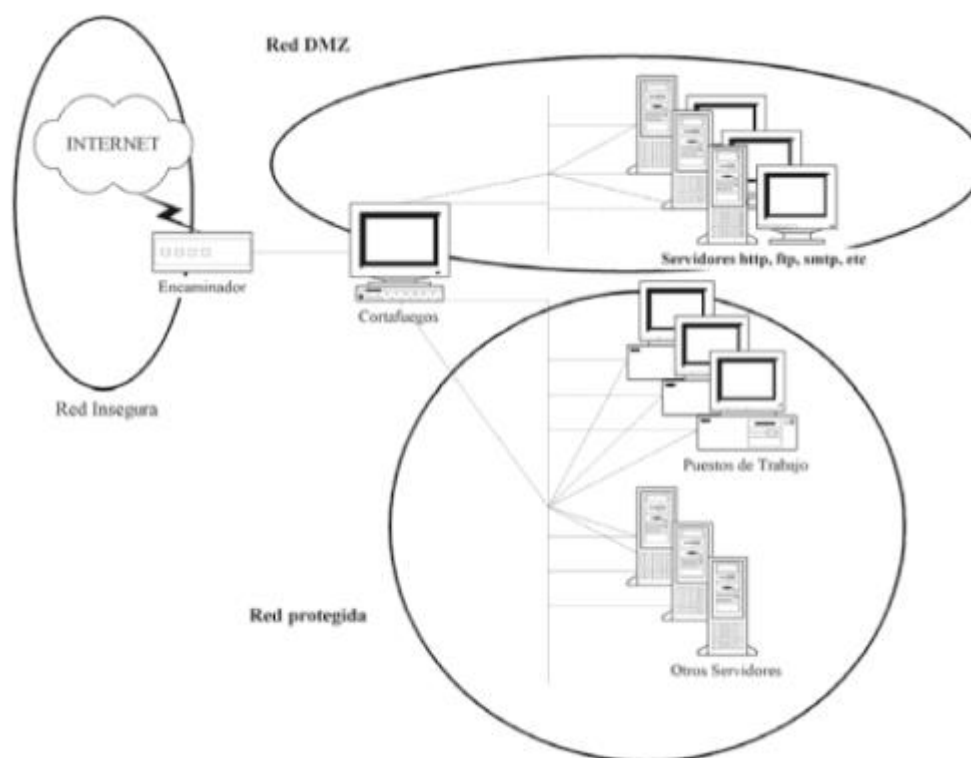 Red DMZ
INTERNET
Servidores http, ftp, smtp, etc
Encaminador
Cortafuegos
Red Insegura
Puestos de Trabajo
Red protegida
Otros Servidores